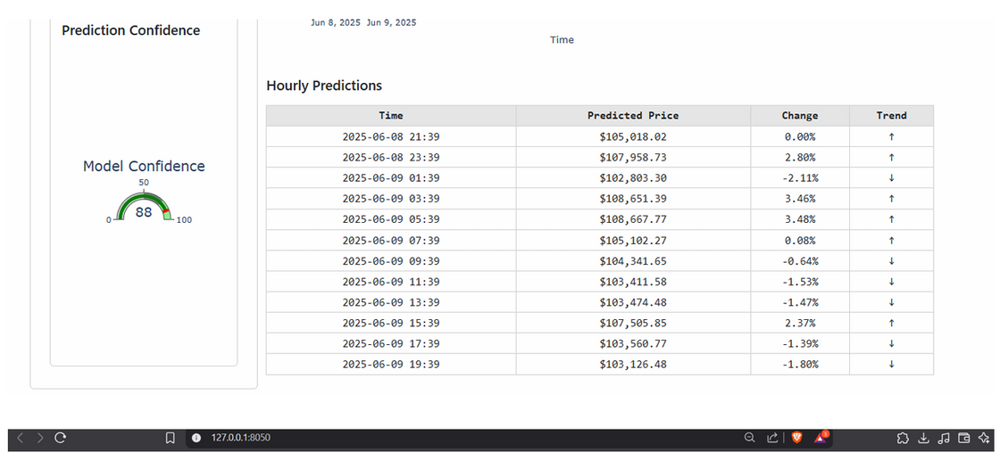 Jun 8, 2025 Jun 9, 2025
Time
Prediction Confidence
Model Confidence
50
0 88 100
Hourly Predictions
Time Predicted Price Change Trend
2025-06-08 21:39 $105,018.02 0.00% ↑
2025-06-08 23:39 $107,958.73 2.80% ↑
2025-06-09 01:39 $102,803.30 -2.11% ↓
2025-06-09 03:39 $108,651.39 3.46% ↑
2025-06-09 05:39 $108,667.77 3.48% ↑
2025-06-09 07:39 $105,102.27 0.08% ↑
2025-06-09 09:39 $104,341.65 -0.64% ↓
2025-06-09 11:39 $103,411.58 -1.53% ↓
2025-06-09 13:39 $103,474.48 -1.47% ↓
2025-06-09 15:39 $107,505.85 2.37% ↑
2025-06-09 17:39 $103,560.77 -1.39% ↓
2025-06-09 19:39 $103,126.48 -1.80% ↓
127.0.0.1:8050